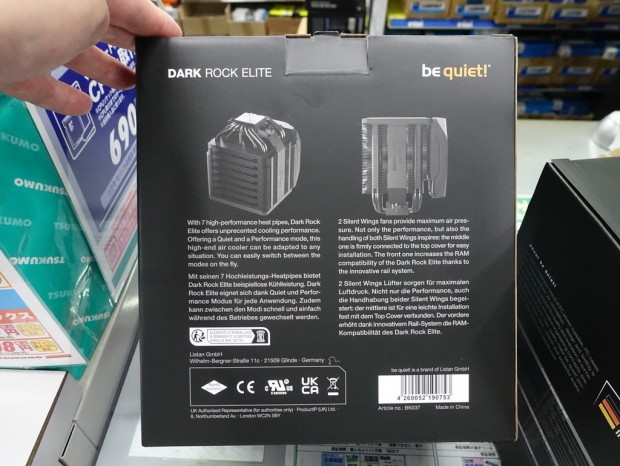 DARK ROCK ELITE
be quiet!
With 7 high-performance heat pipes, Dark Rock
Elite offers unprecented cooling performance.
Offering a Quiet and a Performance mode, this
high-end air cooler can be adapted to any
situation. You can easily switch between the
modes on the fly.
Mit seinen 7 Hochleistungs-Heatpipes bietet
Dark Rock Elite beispiellose Kühlleistung. Dark
Rock Elite eignet sich dank Quiet und Perfor-
mance Modus für jede Anwendung. Zudem
kann zwischen den Modi schnell und einfach
während des Betriebes gewechselt werden.
2 Silent Wings fans provide maximum air pres-
sure. Not only the performance, but also the
handling of both Silent Wings inspires: the middle
one is firmly connected to the top cover for easy
installation. The front one increases the RAM
compatibility of the Dark Rock Elite thanks to
the innovative rail system.
2 Silent Wings Lüfter sorgen für maximalen
Luftdruck. Nicht nur die Performance, auch
die Handhabung beider Silent Wings begei-
stert: der mittlere ist für eine leichte Installation
fest mit dem Top Cover verbunden. Der vordere
erhöht dank innovativem Rail-System die RAM-
Kompatibilität des Dark Rock Elite.
Listan GmbH
Wilhelm-Bergner-Straße 11c · 21509 Glinde · Germany
CE
UK
CA
UK Authorised Representative (for authorities only) · ProductIP (UK) Ltd. ·
8, Northumberland Av. · London WC2N 5BY
be quiet! is a brand of Listan GmbH
4 260052 190753
Article no.: BK037
Made in China
TSUKUMO
TSUKUMO
690